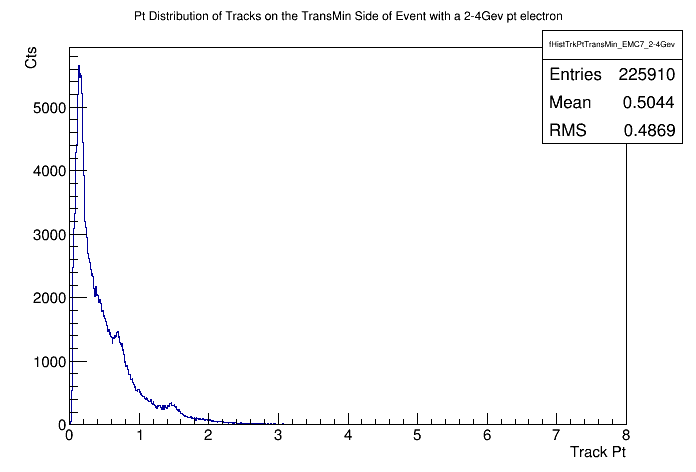 Pt Distribution of Tracks on the TransMin Side of Event with a 2-4Gev pt electron
fHistTrkPtTransMin_EMC7_2-4Gev
Entries 225910
Mean 0.5044
RMS 0.4869
Cts
5000
4000
3000
2000
1000
0
0 1 2 3 4 5 6 7 8
Track Pt